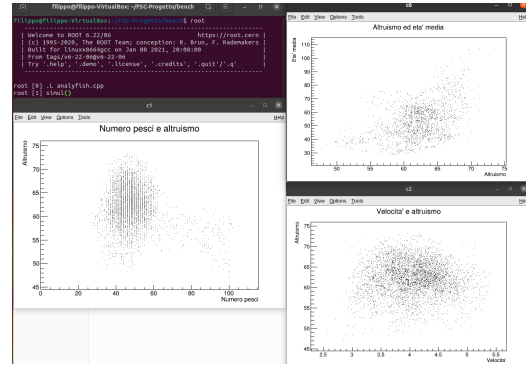 filippo@filippo-VirtualBox: ~/FSC-Progetto/bench
filippo@filippo-VirtualBox:~/FSC-Progetto/bench$ root
| Welcome to ROOT 6.22/06 https://root.cern |
| (c) 1995-2020, The ROOT Team; conception: R. Brun, F. Rademakers |
| Built for linuxx8664gcc on Jan 08 2021, 20:08:00 |
| From tags/v6-22-06@v6-22-06 |
| Try '.help', '.demo', '.license', '.credits', '.quit'/'.q' |
root [0] .L analyfish.cpp
root [1] simul()
c1
File Edit View Options Tools Help
Numero pesci e altruismo
Altruismo
75
70
65
60
55
50
45
0 20 40 60 80 100
Numero pesci
c6
File Edit View Options Tools
Altruismo ed eta' media
Eta' media
110
100
90
80
70
60
50
40
30
50 55 60 65 70 75
Altruismo
c2
File Edit View Options Tools
Velocita' e altruismo
Altruismo
75
70
65
60
55
50
45
2.5 3 3.5 4 4.5 5 5.5
Velocita'